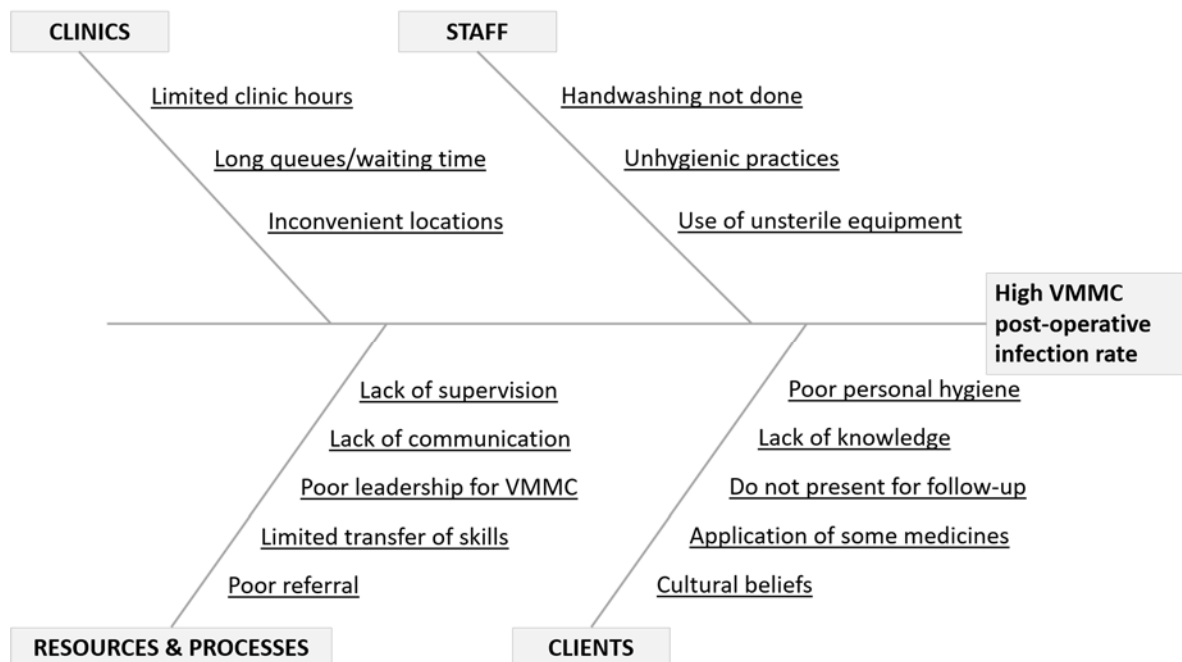 CLINICS
Limited clinic hours
Long queues/waiting time
Inconvenient locations
STAFF
Handwashing not done
Unhygienic practices
Use of unsterile equipment
High VMMC
post-operative
infection rate
Lack of supervision
Lack of communication
Poor leadership for VMMC
Limited transfer of skills
Poor referral
RESOURCES & PROCESSES
Poor personal hygiene
Lack of knowledge
Do not present for follow-up
Application of some medicines
Cultural beliefs
CLIENTS